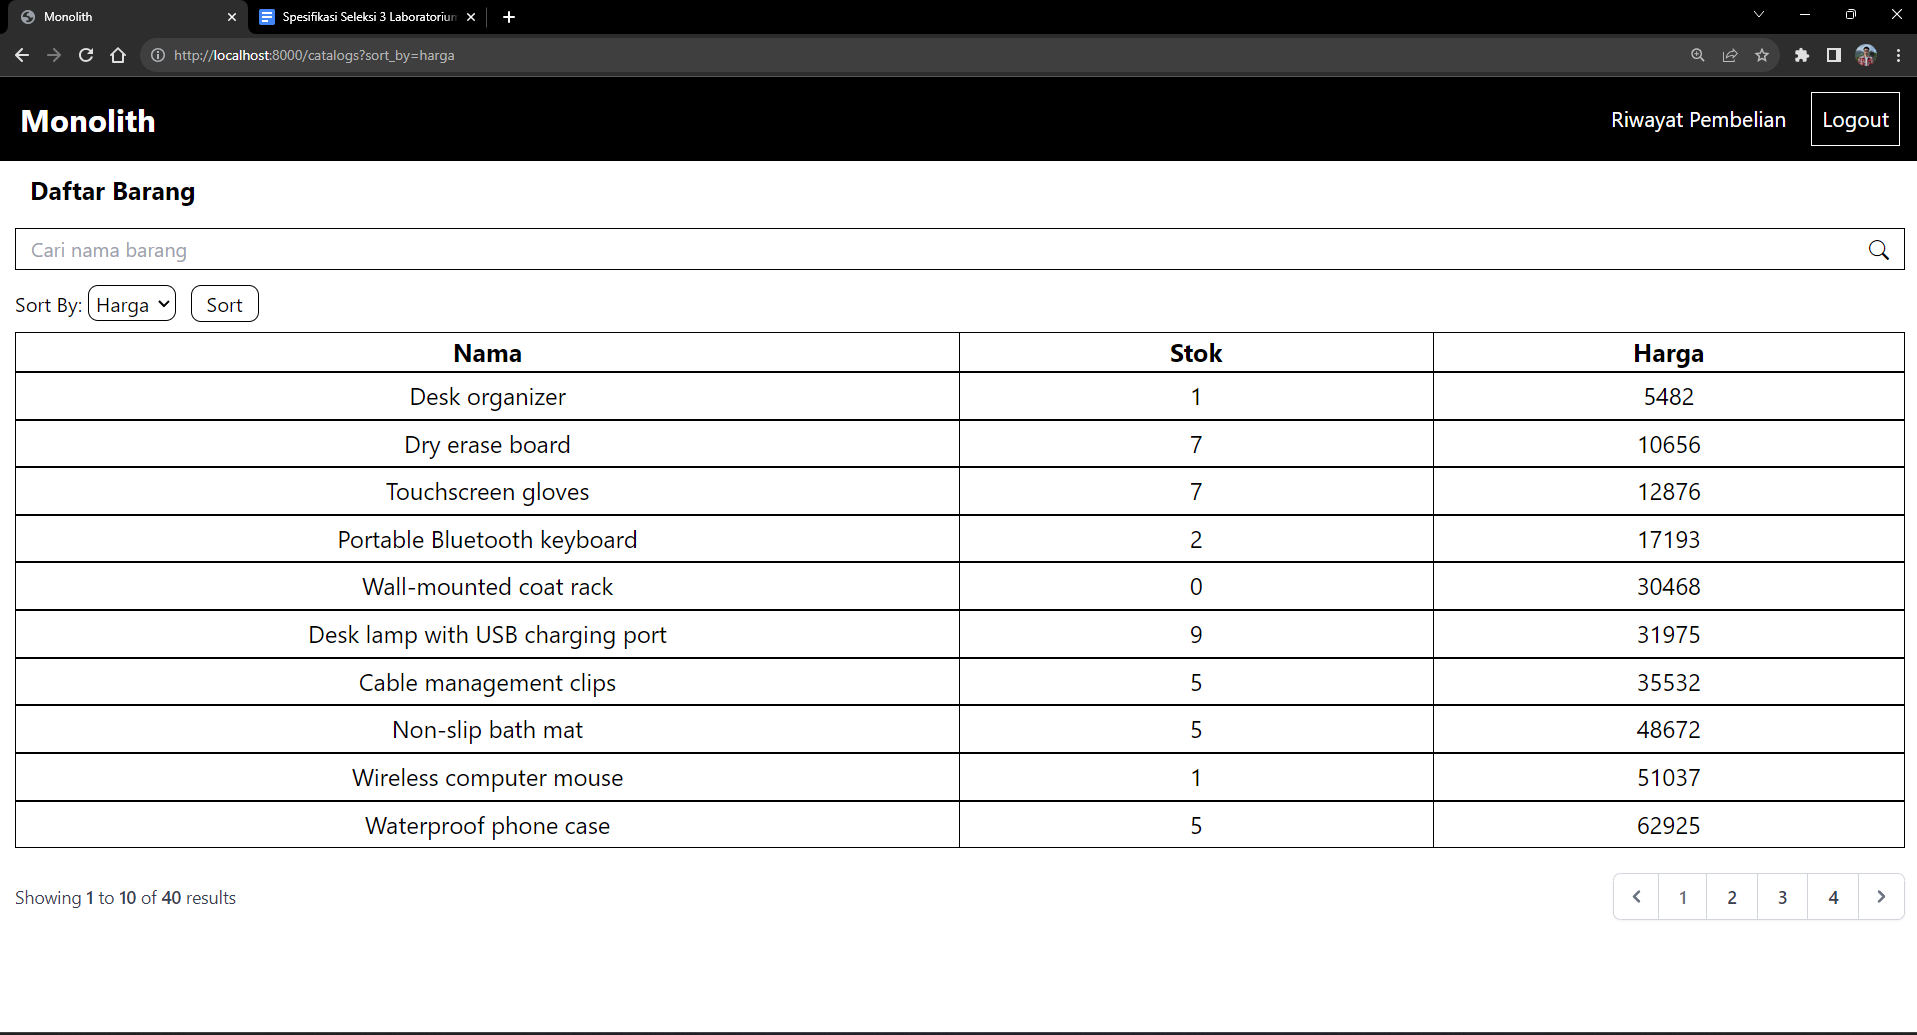 Monolith
Spesifikasi Seleksi 3 Laboratorium
http://localhost:8000/catalogs?sort_by=harga
Monolith
Riwayat Pembelian
Logout
Daftar Barang
Cari nama barang
Sort By: Harga Sort
Nama Stok Harga
Desk organizer 1 5482
Dry erase board 7 10656
Touchscreen gloves 7 12876
Portable Bluetooth keyboard 2 17193
Wall-mounted coat rack 0 30468
Desk lamp with USB charging port 9 31975
Cable management clips 5 35532
Non-slip bath mat 5 48672
Wireless computer mouse 1 51037
Waterproof phone case 5 62925
Showing 1 to 10 of 40 results
1 2 3 4